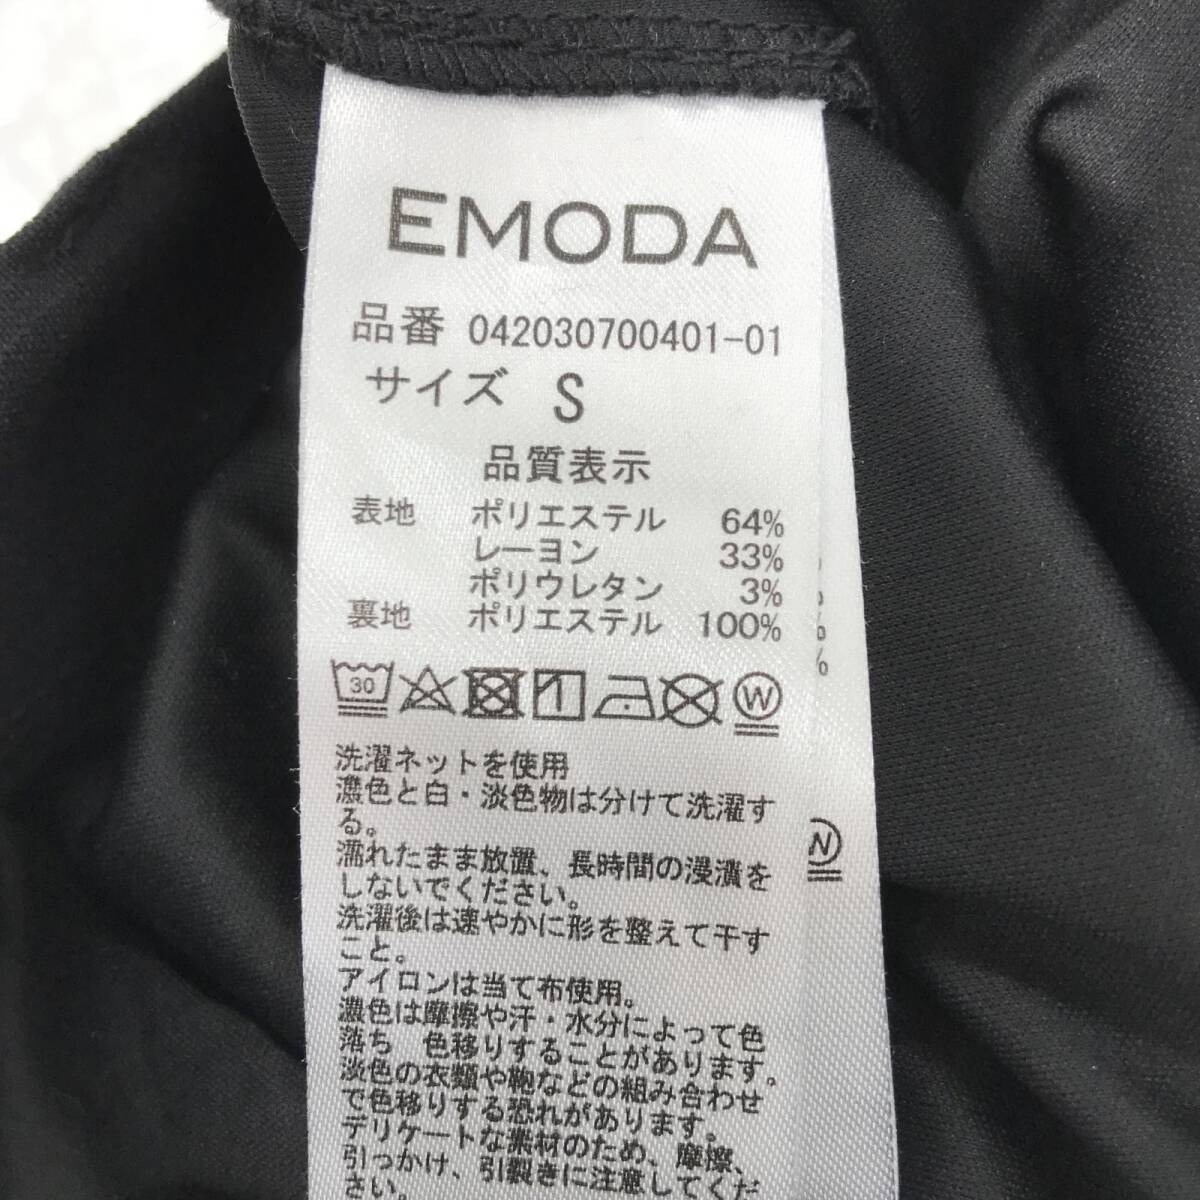 EMODA
品番 042030700401-01
サイズ S
品質表示
表地 ポリエステル 64%
レーヨン 33%
ポリウレタン 3%
裏地 ポリエステル 100%
30 1 W
洗濯ネットを使用
濃色と白・淡色物は分けて洗濯す
る。
濡れたまま放置、長時間の浸漬を
しないでください。
洗濯後は速やかに形を整えて干す
こと。
アイロンは当て布使用。
濃色は摩擦や汗・水分によって色
落ち 色移りすることがあります。
淡色の衣類や鞄などの組み合わせ
で色移りする恐れがあります。
デリケートな素材のため、摩擦、
引っかけ、引裂きに注意してくだ
さい。
%
%
N